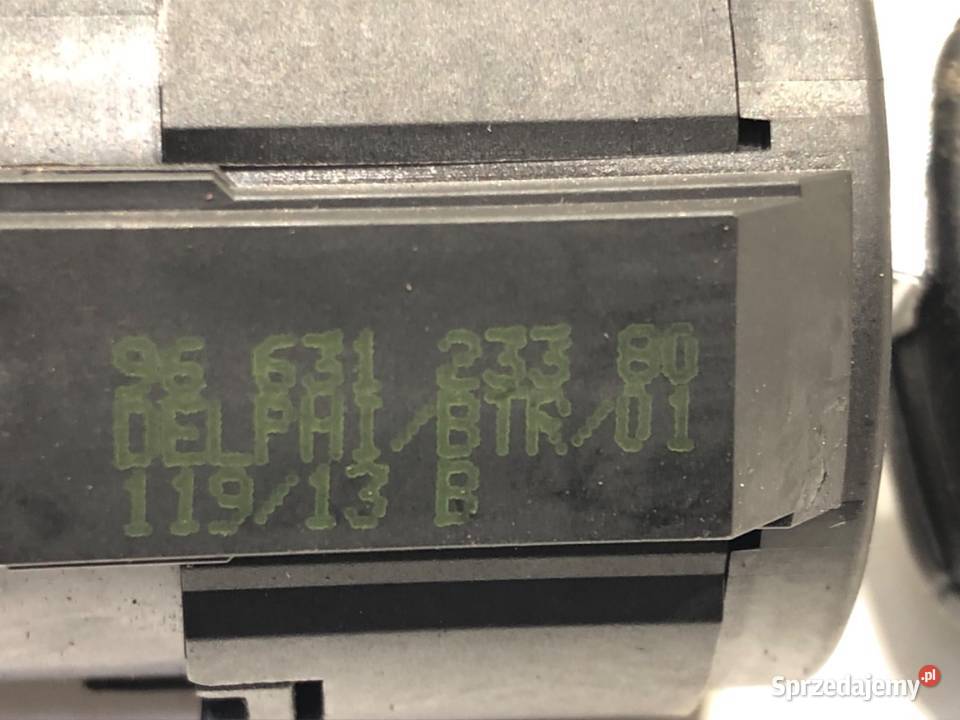 96 631 233 80
DELPHI/BTR/01
119/13 B
Sprzedajemy.pl